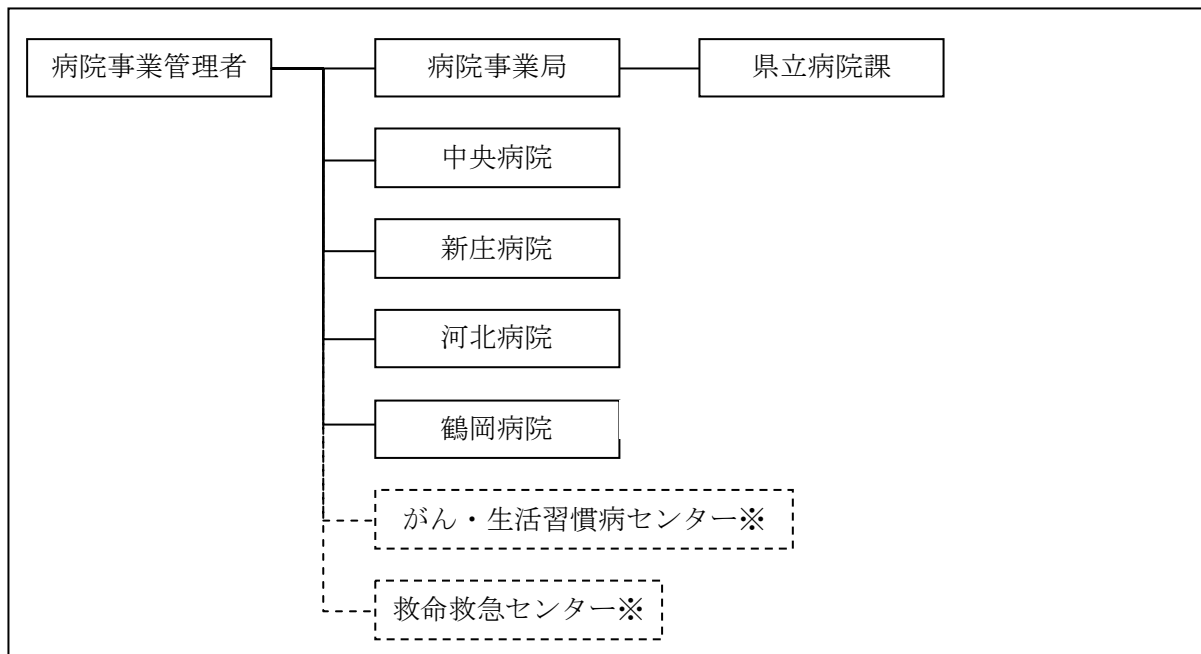 病院事業管理者 病院事業局 県立病院課
中央病院
新庄病院
河北病院
鶴岡病院
がん・生活習慣病センター※
救命救急センター※